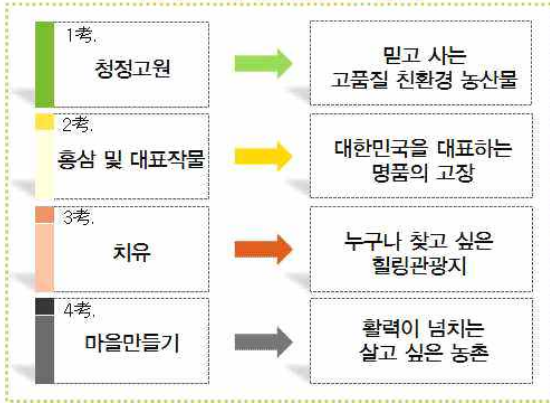 1考.
청정고원
믿고 사는
고품질 친환경 농산물
2考.
홍삼 및 대표작물
대한민국을 대표하는
명품의 고장
3考.
치유
누구나 찾고 싶은
힐링관광지
4考.
마을만들기
활력이 넘치는
살고 싶은 농촌